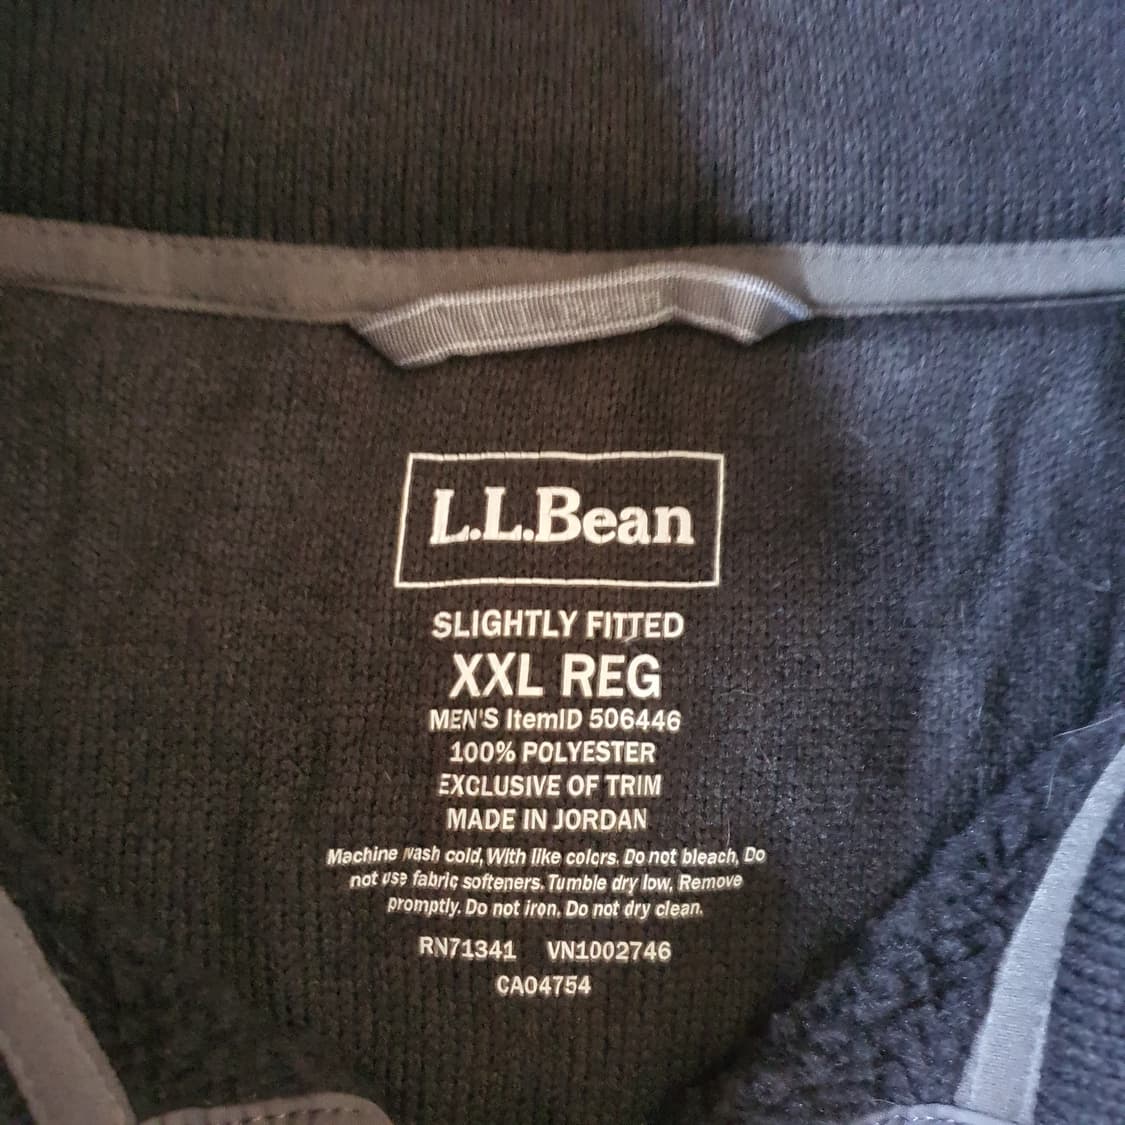 L.L.Bean
L.L.Bean
SLIGHTLY FITTED
XXL REG
MEN'S ItemID 506446
100% POLYESTER
EXCLUSIVE OF TRIM
MADE IN JORDAN
Machine wash cold, With like colors. Do not bleach, Do
not use fabric softeners. Tumble dry low, Remove
promptly. Do not iron. Do not dry clean.
RN71341 VN1002746
CA04754